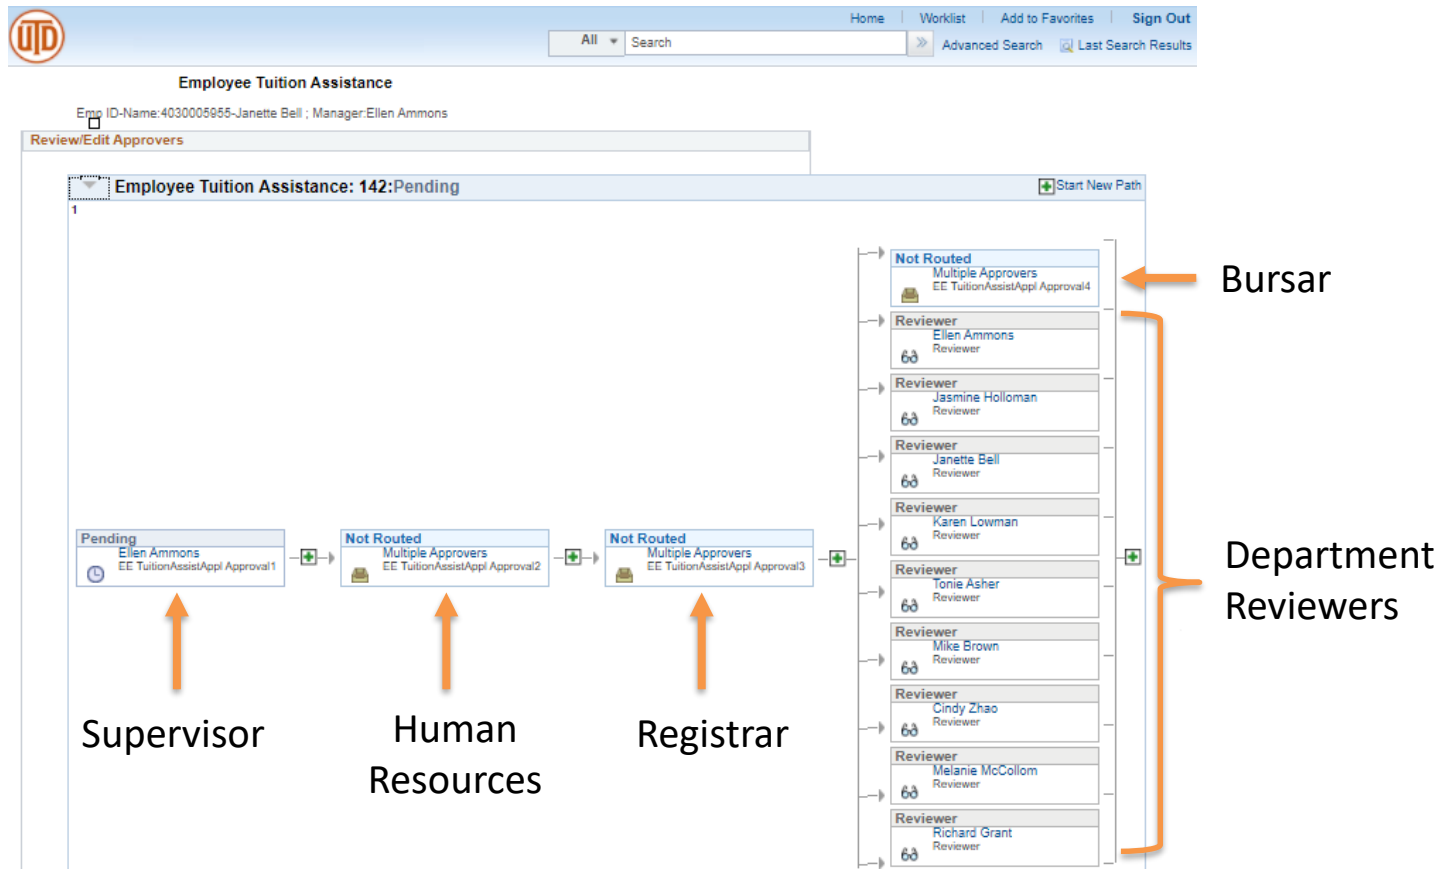 UTD
Home Worklist Add to Favorites Sign Out
All Search Advanced Search Last Search Results
Employee Tuition Assistance
Emp ID-Name:4030005955-Janette Bell ; Manager:Ellen Ammons
Review/Edit Approvers
Employee Tuition Assistance: 142:Pending
Start New Path
1
Pending
Ellen Ammons
EE TuitionAssistAppl Approval1
Supervisor
Not Routed
Multiple Approvers
EE TuitionAssistAppl Approval2
Human
Resources
Not Routed
Multiple Approvers
EE TuitionAssistAppl Approval3
Registrar
Not Routed
Multiple Approvers
EE TuitionAssistAppl Approval4
Bursar
Reviewer
Ellen Ammons
Reviewer
Reviewer
Jasmine Holloman
Reviewer
Reviewer
Janette Bell
Reviewer
Reviewer
Karen Lowman
Reviewer
Reviewer
Tonie Asher
Reviewer
Reviewer
Mike Brown
Reviewer
Reviewer
Cindy Zhao
Reviewer
Reviewer
Melanie McCollom
Reviewer
Reviewer
Richard Grant
Reviewer
Department
Reviewers